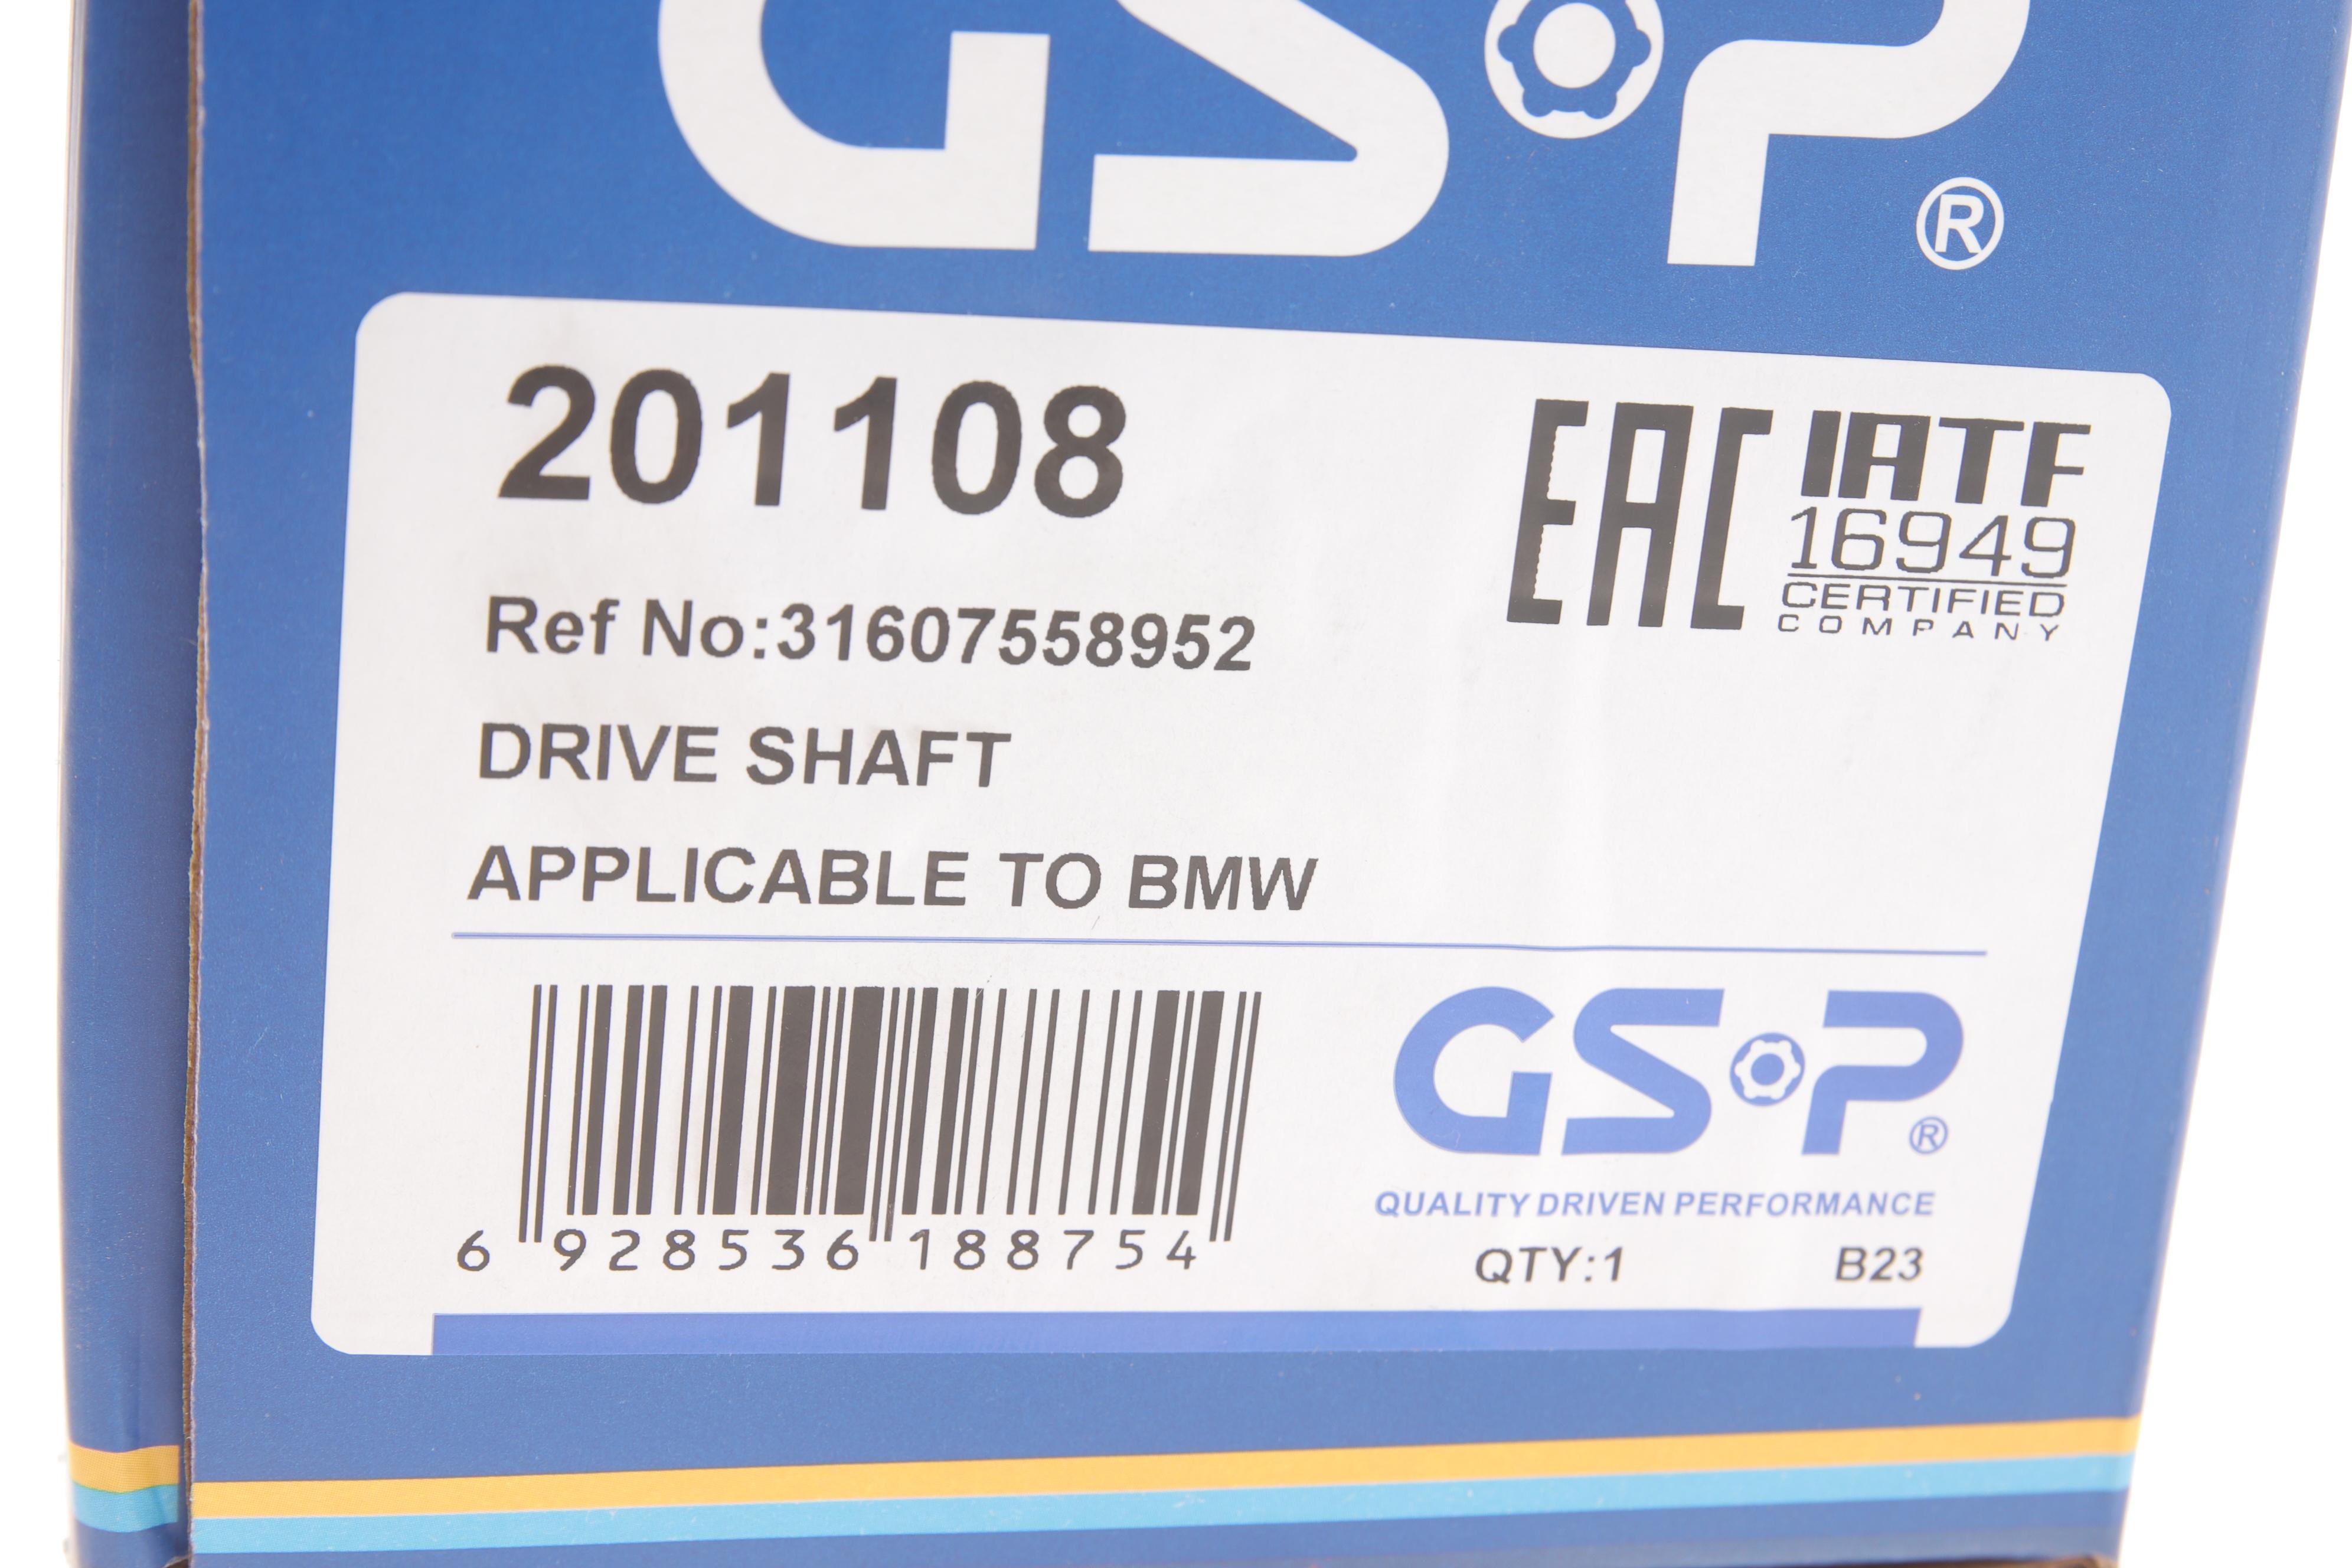 GSP®
201108
EAC
IATF
16949
CERTIFIED
COMPANY
Ref No:31607558952
DRIVE SHAFT
APPLICABLE TO BMW
GSP®
QUALITY DRIVEN PERFORMANCE
6 928536 188754
QTY:1 B23